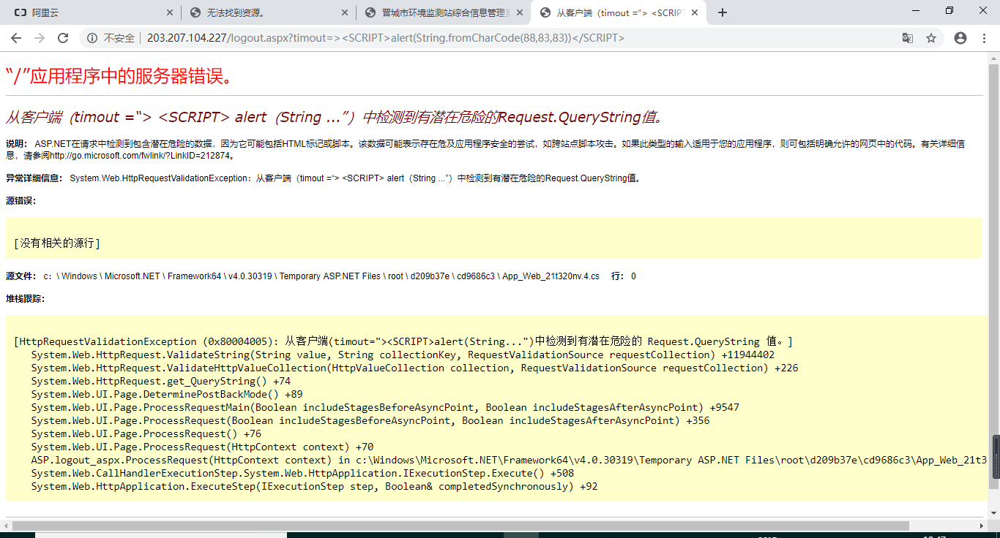 阿里云
无法找到资源。
晋城市环境监测站综合信息管理
从客户端（timout =“> <SCRIPT
不安全 203.207.104.227/logout.aspx?timout=><SCRIPT>alert(String.fromCharCode(88,83,83))</SCRIPT>
“/”应用程序中的服务器错误。
从客户端（timout =“> <SCRIPT> alert（String ...”）中检测到有潜在危险的Request.QueryString值。
说明： ASP.NET在请求中检测到包含潜在危险的数据，因为它可能包括HTML标记或脚本。该数据可能表示存在危及应用程序安全的尝试，如跨站点脚本攻击。如果此类型的输入适用于您的应用程序，则可包括明确允许的网页中的代码。有关详细信
息，请参阅http://go.microsoft.com/fwlink/?LinkID=212874。
异常详细信息： System.Web.HttpRequestValidationException：从客户端（timout =“> <SCRIPT> alert（String ...”）中检测到有潜在危险的Request.QueryString值。
源错误：
[没有相关的源行]
源文件： c：\ Windows \ Microsoft.NET \ Framework64 \ v4.0.30319 \ Temporary ASP.NET Files \ root \ d209b37e \ cd9686c3 \ App_Web_21t320nv.4.cs 行： 0
堆栈跟踪：
[HttpRequestValidationException (0x80004005): 从客户端(timout="><SCRIPT>alert(String...")中检测到有潜在危险的 Request.QueryString 值。]
System.Web.HttpRequest.ValidateString(String value, String collectionKey, RequestValidationSource requestCollection) +11944402
System.Web.HttpRequest.ValidateHttpValueCollection(HttpValueCollection collection, RequestValidationSource requestCollection) +226
System.Web.HttpRequest.get_QueryString() +74
System.Web.UI.Page.DeterminePostBackMode() +89
System.Web.UI.Page.ProcessRequestMain(Boolean includeStagesBeforeAsyncPoint, Boolean includeStagesAfterAsyncPoint) +9547
System.Web.UI.Page.ProcessRequest(Boolean includeStagesBeforeAsyncPoint, Boolean includeStagesAfterAsyncPoint) +356
System.Web.UI.Page.ProcessRequest() +76
System.Web.UI.Page.ProcessRequest(HttpContext context) +70
ASP.logout_aspx.ProcessRequest(HttpContext context) in c:\Windows\Microsoft.NET\Framework64\v4.0.30319\Temporary ASP.NET Files\root\d209b37e\cd9686c3\App_Web_21t3
System.Web.CallHandlerExecutionStep.System.Web.HttpApplication.IExecutionStep.Execute() +508
System.Web.HttpApplication.ExecuteStep(IExecutionStep step, Boolean& completedSynchronously) +92